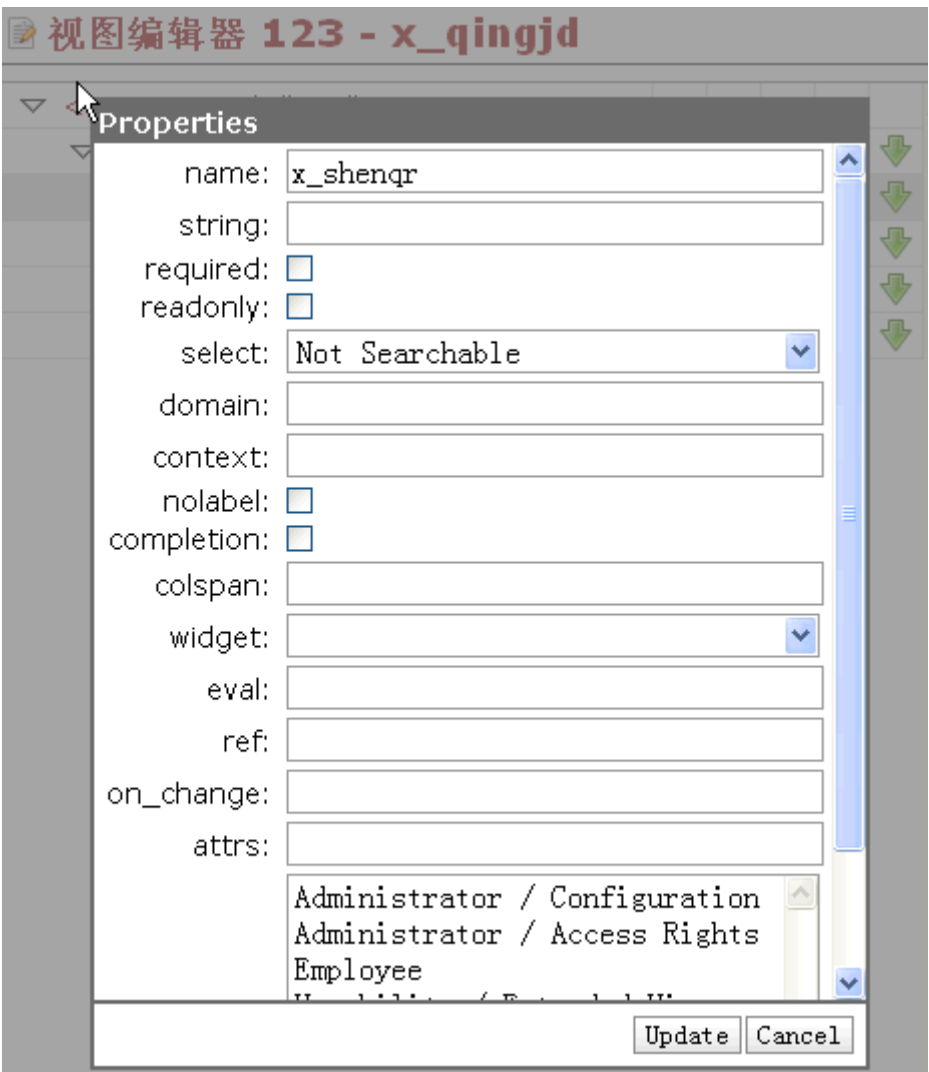 视图编辑器 123 - x_qingjd
Properties
name: x_shenqr
string:
required:
readonly:
select: Not Searchable
domain:
context:
nolabel:
completion:
colspan:
widget:
eval:
ref:
on_change:
attrs:
Administrator / Configuration
Administrator / Access Rights
Employee
Update Cancel